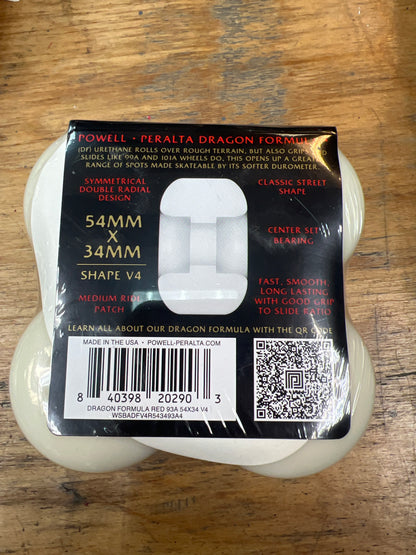 POWELL • PERALTA DRAGON FORMULA
(DF) URETHANE ROLLS OVER ROUGH TERRAIN, BUT ALSO GRIPS AND
SLIDES LIKE 99A AND 101A WHEELS DO, THIS OPENS UP A GREATER
RANGE OF SPOTS MADE SKATEABLE BY ITS SOFTER DUROMETER.
SYMMETRICAL
DOUBLE RADIAL
DESIGN
CLASSIC STREET
SHAPE
54MM
X
34MM
SHAPE V4
CENTER SET
BEARING
MEDIUM RIDE
PATCH
FAST, SMOOTH,
LONG LASTING
WITH GOOD GRIP
TO SLIDE RATIO
LEARN ALL ABOUT OUR DRAGON FORMULA WITH THE QR CODE
MADE IN THE USA • POWELL-PERALTA.COM
8 40398 20290 3
DRAGON FORMULA RED 93A 54X34 V4
WSBADFV4R543493A4